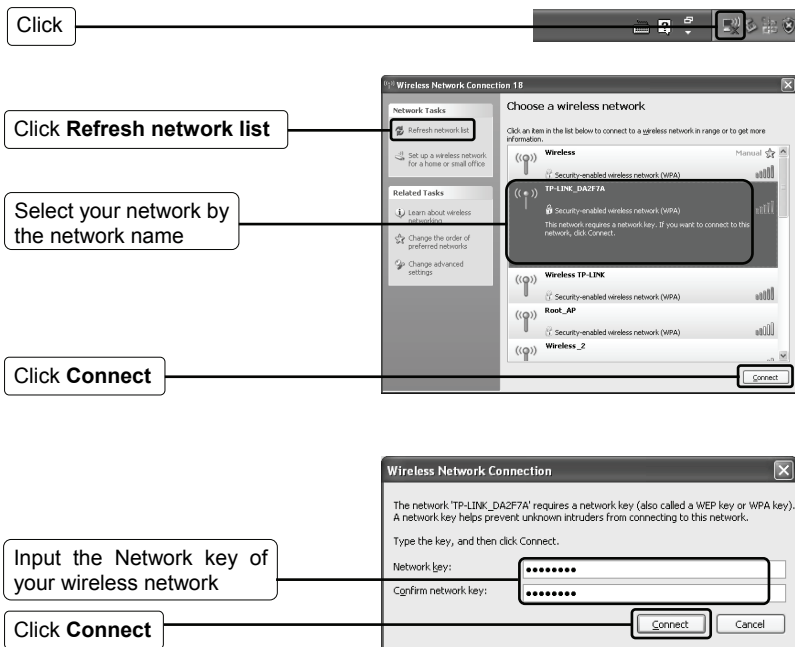 Click
Wireless Network Connection 18
Click Refresh network list
Network Tasks
Refresh network list
Set up a wireless network
for a home or small office
Related Tasks
Learn about wireless
networking
Change the order of
preferred networks
Change advanced
settings
Choose a wireless network
Click an item in the list below to connect to a wireless network in range or to get more
information.
Wireless
Manual
Security-enabled wireless network (WPA)
Select your network by
the network name
TP-LINK_DA2F7A
Security-enabled wireless network (WPA)
This network requires a network key. If you want to connect to this
network, click Connect.
Wireless TP-LINK
Security-enabled wireless network (WPA)
Root_AP
Security-enabled wireless network (WPA)
Wireless_2
Click Connect
Connect
Wireless Network Connection
The network 'TP-LINK_DA2F7A' requires a network key (also called a WEP key or WPA key).
A network key helps prevent unknown intruders from connecting to this network.
Type the key, and then click Connect.
Input the Network key of
your wireless network
Network key: ••••••••
Confirm network key: ••••••••
Click Connect
Connect Cancel